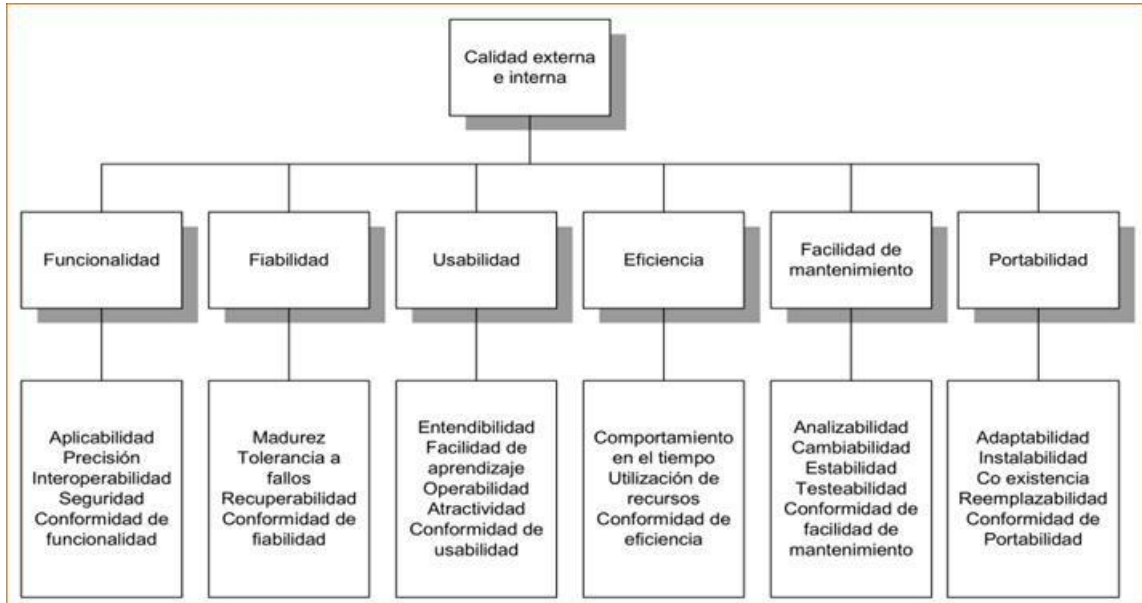 Calidad externa
e interna
Funcionalidad
Fiabilidad
Usabilidad
Eficiencia
Facilidad de
mantenimiento
Portabilidad
Aplicabilidad
Precisión
Interoperabilidad
Seguridad
Conformidad de
funcionalidad
Madurez
Tolerancia a
fallos
Recuperabilidad
Conformidad de
fiabilidad
Entendibilidad
Facilidad de
aprendizaje
Operabilidad
Atractividad
Conformidad de
usabilidad
Comportamiento
en el tiempo
Utilización de
recursos
Conformidad de
eficiencia
Analizabilidad
Cambiabilidad
Estabilidad
Testeabilidad
Conformidad de
facilidad de
mantenimiento
Adaptabilidad
Instalabilidad
Co existencia
Reemplazabilidad
Conformidad de
Portabilidad